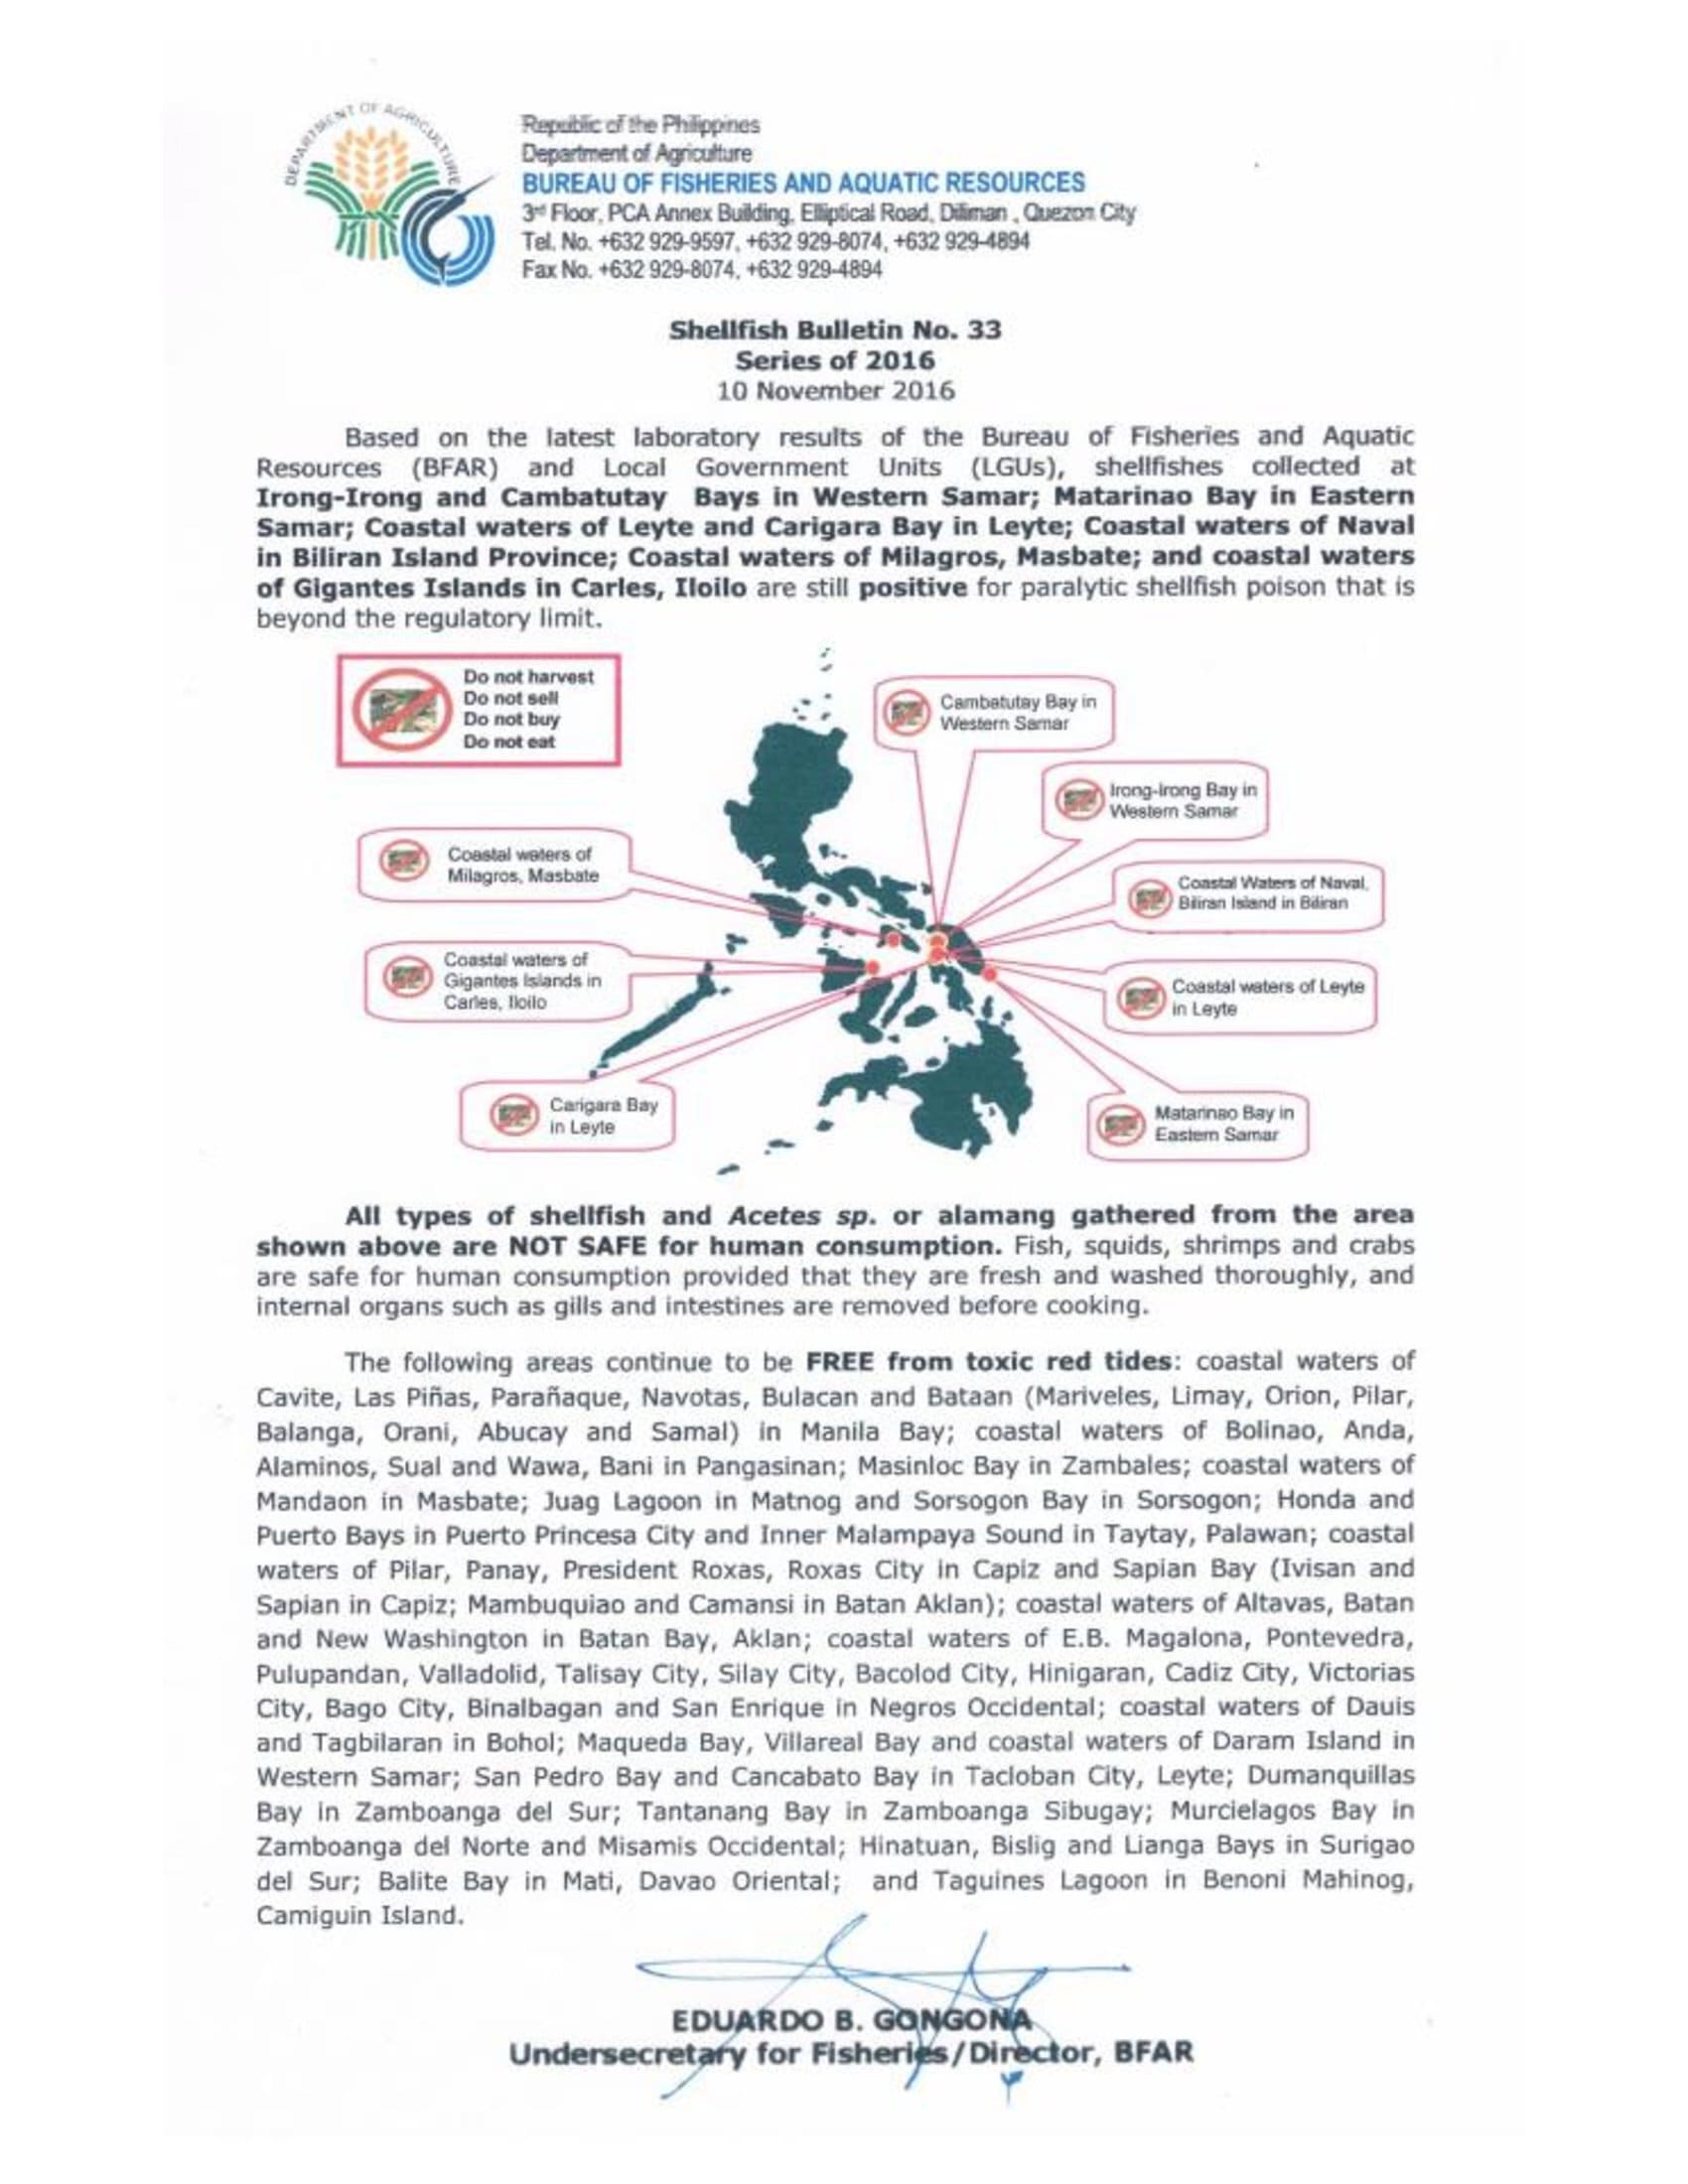 DEPARTMENT OF AGRICULTURE
Republic of the Philippines
Department of Agriculture
BUREAU OF FISHERIES AND AQUATIC RESOURCES
3rd Floor, PCA Annex Building, Elliptical Road, Diliman , Quezon City
Tel. No. +632 929-9597, +632 929-8074, +632 929-4894
Fax No. +632 929-8074, +632 929-4894
Shellfish Bulletin No. 33
Series of 2016
10 November 2016
Based on the latest laboratory results of the Bureau of Fisheries and Aquatic
Resources (BFAR) and Local Government Units (LGUs), shellfishes collected at
Irong-Irong and Cambatutay Bays in Western Samar; Matarinao Bay in Eastern
Samar; Coastal waters of Leyte and Carigara Bay in Leyte; Coastal waters of Naval
in Biliran Island Province; Coastal waters of Milagros, Masbate; and coastal waters
of Gigantes Islands in Carles, Iloilo are still positive for paralytic shellfish poison that is
beyond the regulatory limit.
Do not harvest
Do not sell
Do not buy
Do not eat
Cambatutay Bay in
Western Samar
Irong-Irong Bay in
Western Samar
Coastal waters of
Milagros, Masbate
Coastal Waters of Naval,
Biliran Island in Biliran
Coastal waters of
Gigantes Islands in
Carles, Iloilo
Coastal waters of Leyte
in Leyte
Carigara Bay
in Leyte
Matarinao Bay in
Eastern Samar
All types of shellfish and Acetes sp. or alamang gathered from the area
shown above are NOT SAFE for human consumption. Fish, squids, shrimps and crabs
are safe for human consumption provided that they are fresh and washed thoroughly, and
internal organs such as gills and intestines are removed before cooking.
The following areas continue to be FREE from toxic red tides: coastal waters of
Cavite, Las Piñas, Parañaque, Navotas, Bulacan and Bataan (Mariveles, Limay, Orion, Pilar,
Balanga, Orani, Abucay and Samal) in Manila Bay; coastal waters of Bolinao, Anda,
Alaminos, Sual and Wawa, Bani in Pangasinan; Masinloc Bay in Zambales; coastal waters of
Mandaon in Masbate; Juag Lagoon in Matnog and Sorsogon Bay in Sorsogon; Honda and
Puerto Bays in Puerto Princesa City and Inner Malampaya Sound in Taytay, Palawan; coastal
waters of Pilar, Panay, President Roxas, Roxas City in Capiz and Sapian Bay (Ivisan and
Sapian in Capiz; Mambuquiao and Camansi in Batan Aklan); coastal waters of Altavas, Batan
and New Washington in Batan Bay, Aklan; coastal waters of E.B. Magalona, Pontevedra,
Pulupandan, Valladolid, Talisay City, Silay City, Bacolod City, Hinigaran, Cadiz City, Victorias
City, Bago City, Binalbagan and San Enrique in Negros Occidental; coastal waters of Dauis
and Tagbilaran in Bohol; Maqueda Bay, Villareal Bay and coastal waters of Daram Island in
Western Samar; San Pedro Bay and Cancabato Bay in Tacloban City, Leyte; Dumanquillas
Bay in Zamboanga del Sur; Tantanang Bay in Zamboanga Sibugay; Murcielagos Bay in
Zamboanga del Norte and Misamis Occidental; Hinatuan, Bislig and Lianga Bays in Surigao
del Sur; Balite Bay in Mati, Davao Oriental; and Taguines Lagoon in Benoni Mahinog,
Camiguin Island.
EDUARDO B. GONGONA
Undersecretary for Fisheries/Director, BFAR